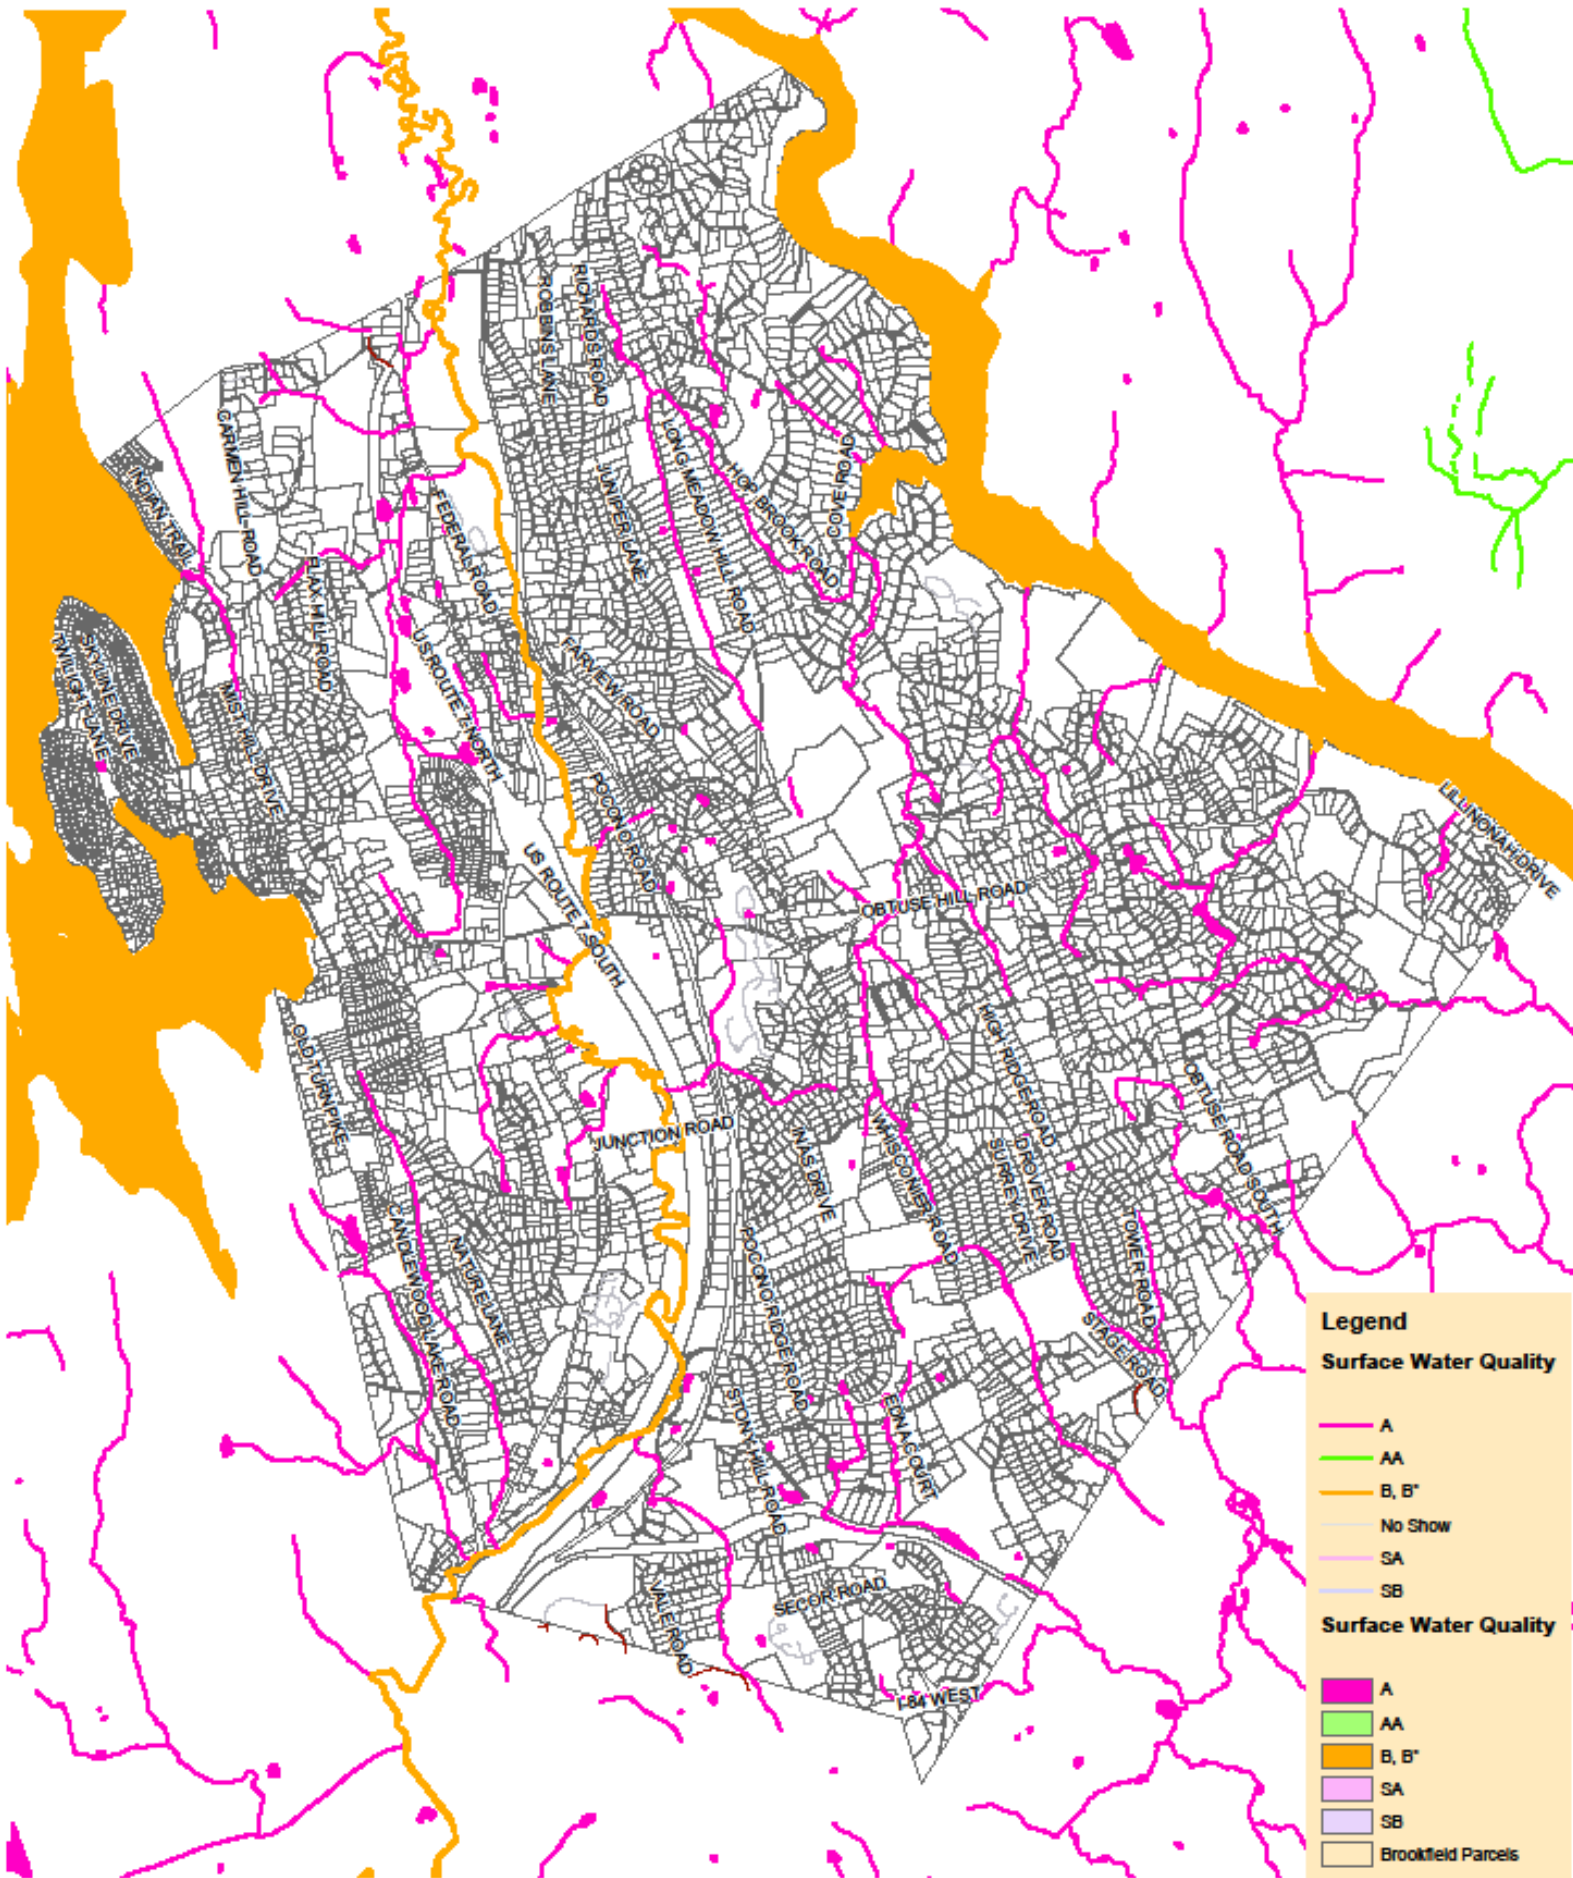 ROBBINS LANE
RICHARDS ROAD
CARMEN HILL ROAD
INDIAN TRAIL
LONG MEADOW HILL ROAD
HOP BROOK ROAD
COVE ROAD
JUNIPER LANE
FEDERAL ROAD
FLAX HILL ROAD
US ROUTE 7 NORTH
FARVIEW ROAD
SKYLINE DRIVE
TWILIGHT LANE
MIST HILL DRIVE
POCONO ROAD
LILLINONAH DRIVE
US ROUTE 7 SOUTH
OBTUSE HILL ROAD
OLD TURNPIKE
HIGH RIDGE ROAD
OBTUSE ROAD SOUTH
JUNCTION ROAD
INAS DRIVE
WHISCONIER ROAD
DROVER ROAD
SURREY DRIVE
TOWER ROAD
CANDLEWOOD LAKE ROAD
NATURE LANE
POCONO RIDGE ROAD
STAGE ROAD
STONY HILL ROAD
EDNA COURT
VALE ROAD
SECOR ROAD
I-84 WEST
Legend
Surface Water Quality
A
AA
B, B*
No Show
SA
SB
Surface Water Quality
A
AA
B, B*
SA
SB
Brookfield Parcels